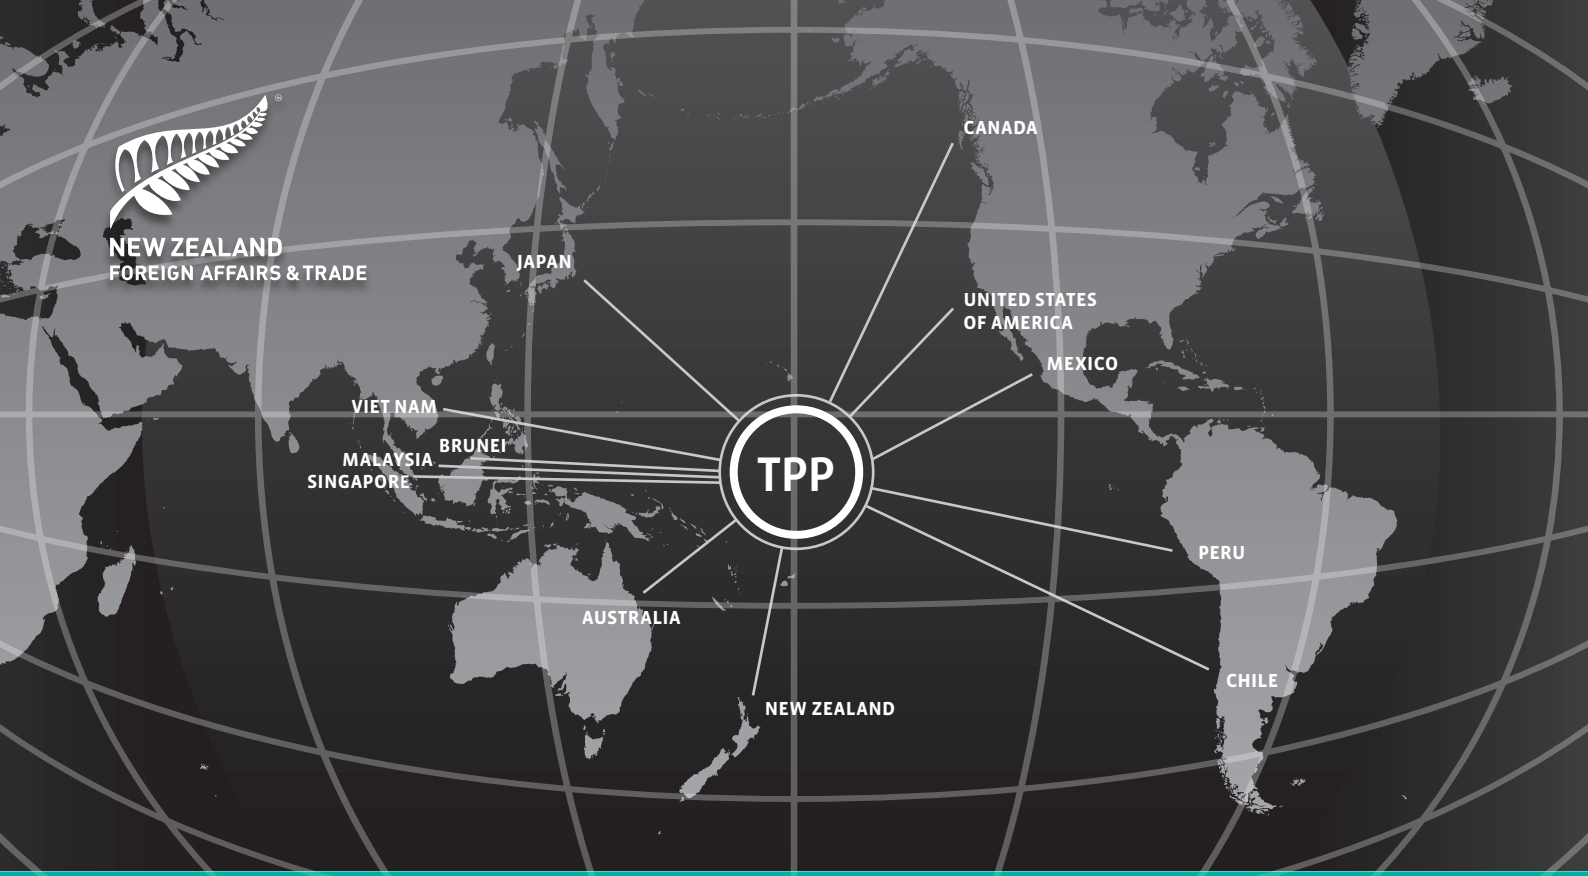 NEW ZEALAND
FOREIGN AFFAIRS & TRADE
CANADA
JAPAN
UNITED STATES
OF AMERICA
MEXICO
VIET NAM
BRUNEI
MALAYSIA
SINGAPORE
TPP
PERU
AUSTRALIA
CHILE
NEW ZEALAND